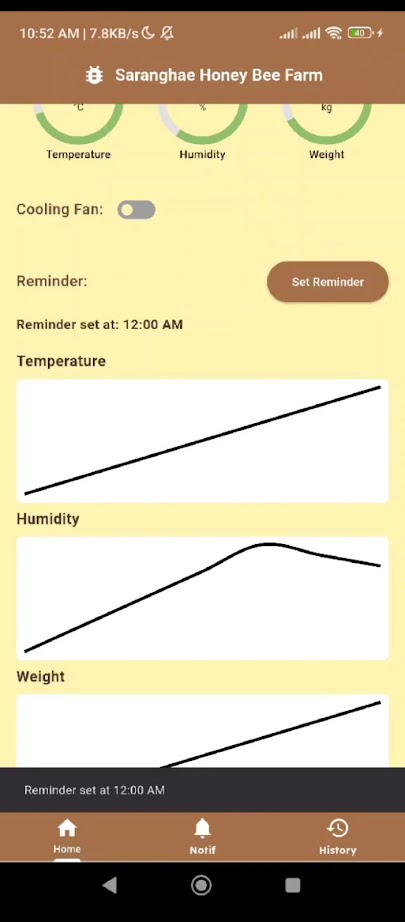 10:52 AM | 7.8KB/s
40
Saranghae Honey Bee Farm
°C % kg
Temperature Humidity Weight
Cooling Fan:
Reminder:
Set Reminder
Reminder set at: 12:00 AM
Temperature
Humidity
Weight
Reminder set at 12:00 AM
Home Notif History